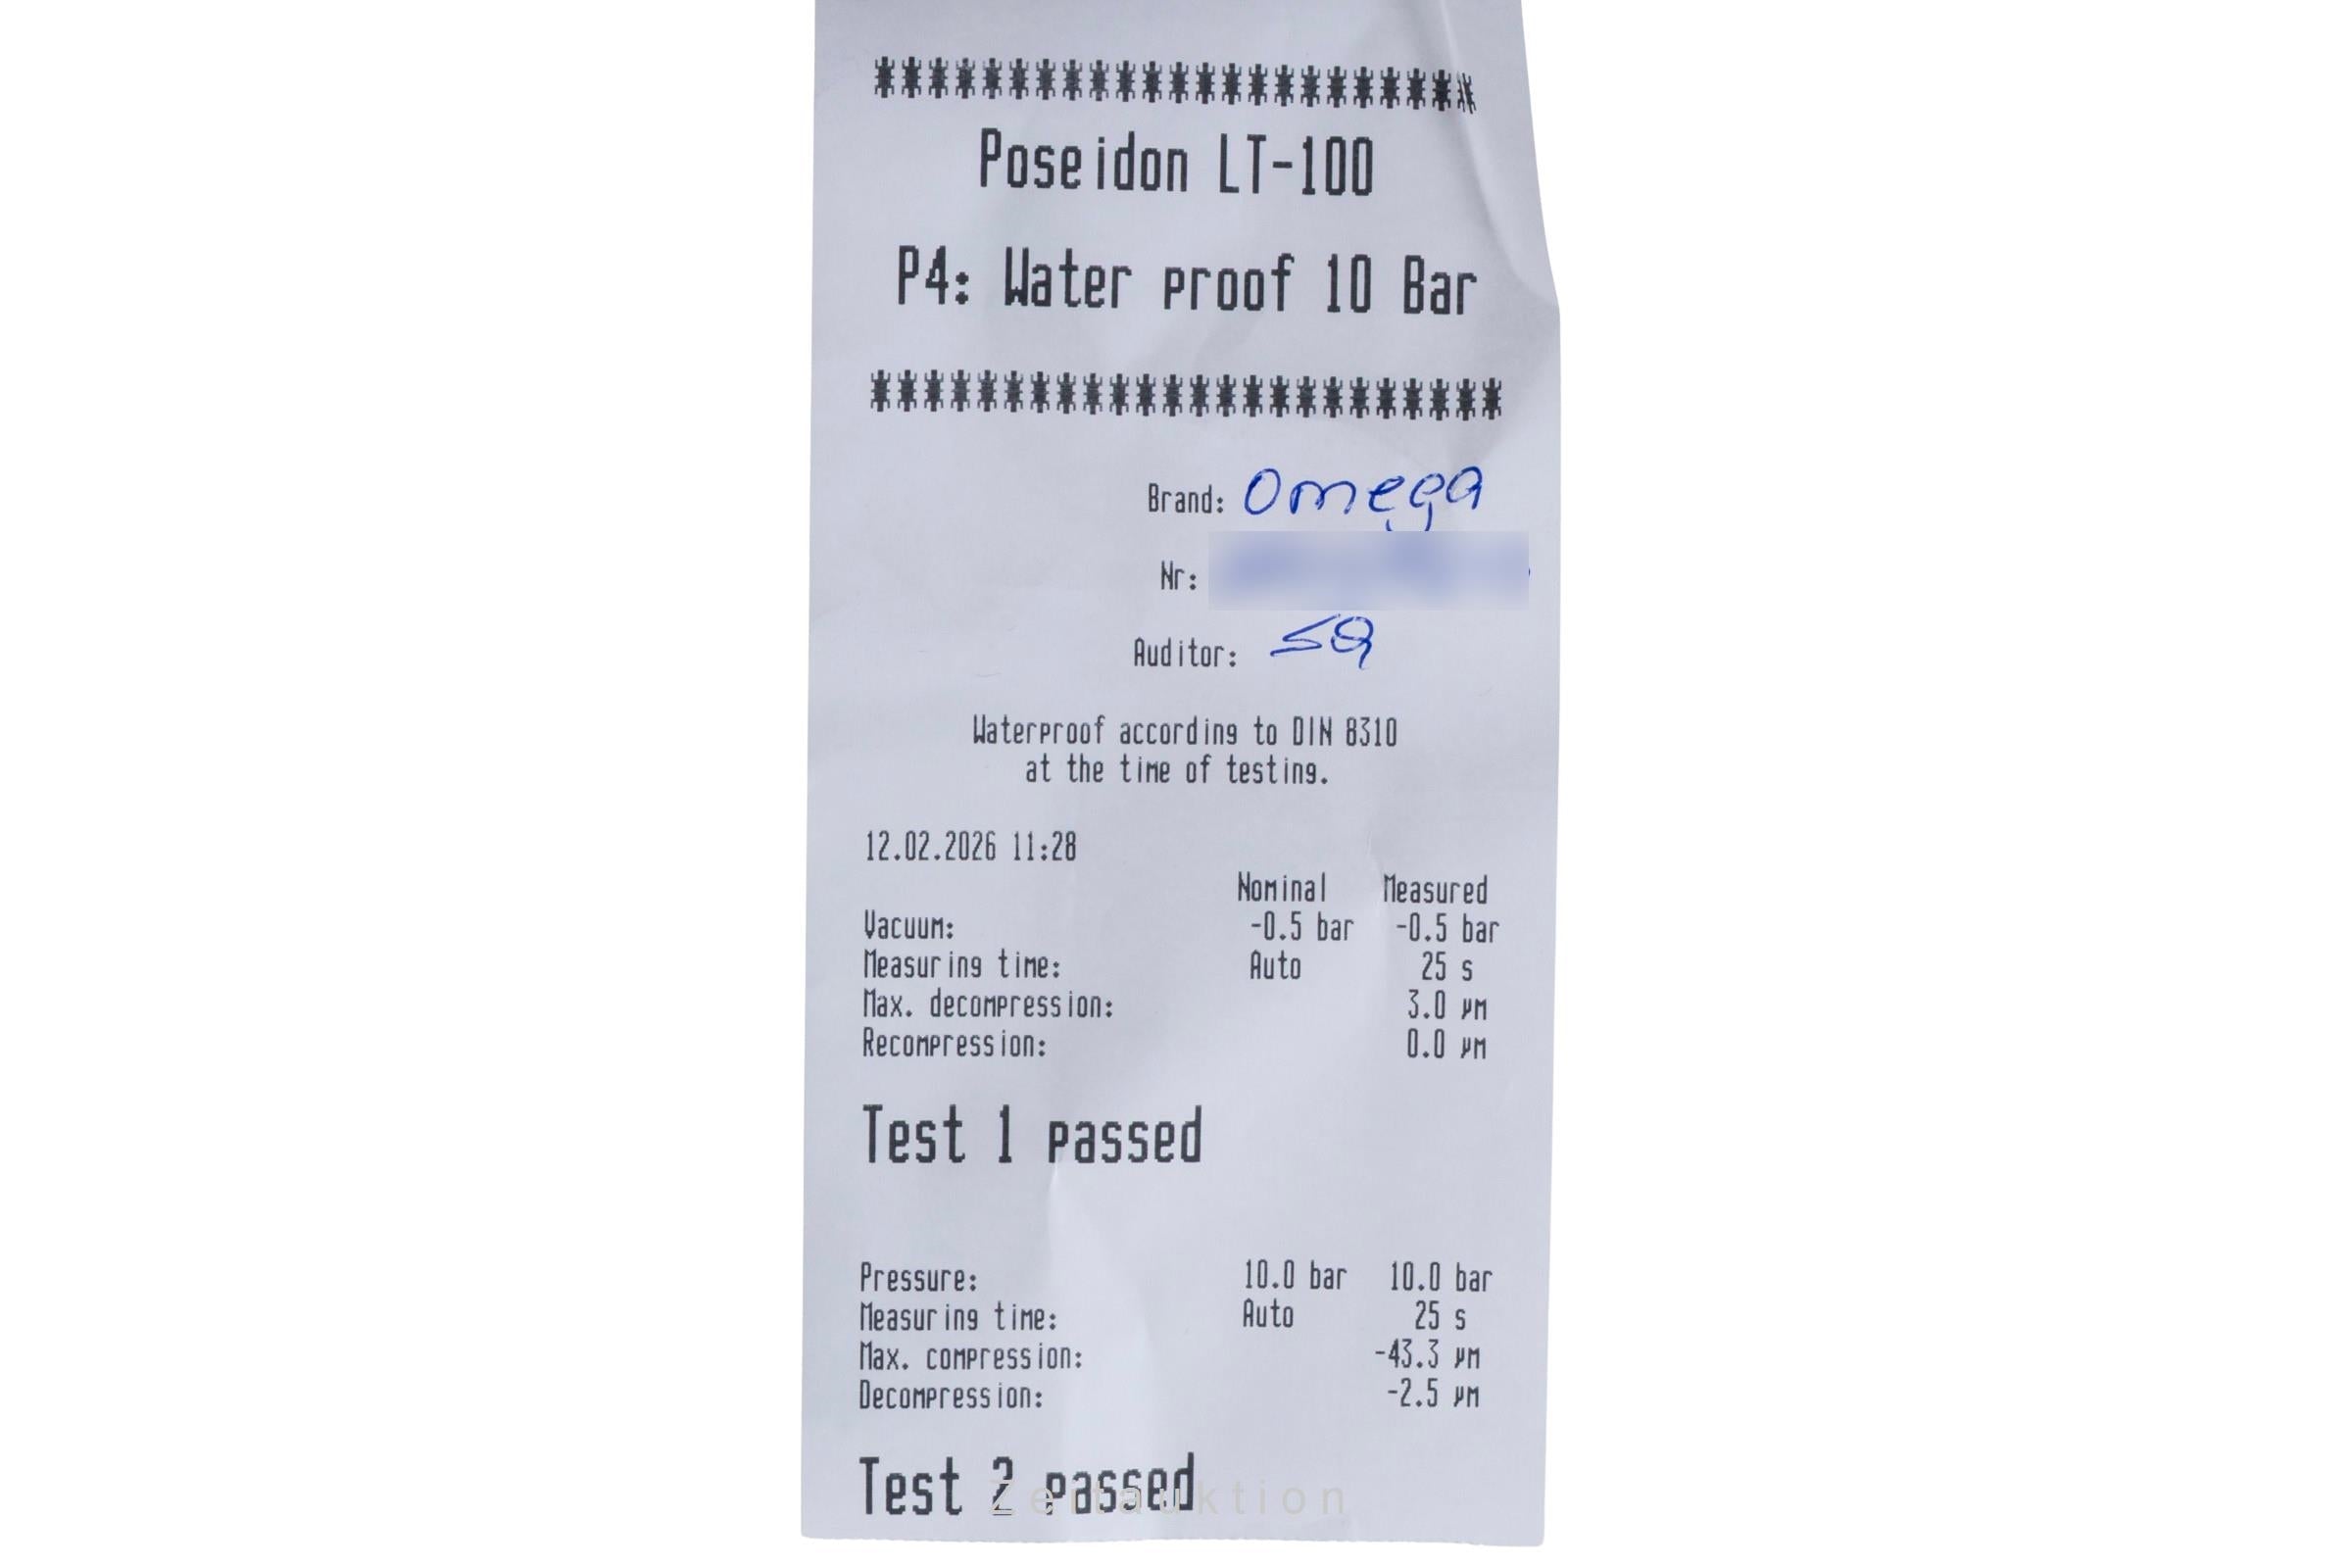 ************************
Poseidon LT-100
P4: Water proof 10 Bar
************************
Brand: Omega
Nr:
Auditor:
Waterproof according to DIN 8310
at the time of testing.
12.02.2026 11:28
Nominal Measured
Vacuum: -0.5 bar -0.5 bar
Measuring time: Auto 25 s
Max. decompression: 3.0 µm
Recompression: 0.0 µm
Test 1 passed
Pressure: 10.0 bar 10.0 bar
Measuring time: Auto 25 s
Max. compression: -43.3 µm
Decompression: -2.5 µm
Test 2 passed
Zeitauktion